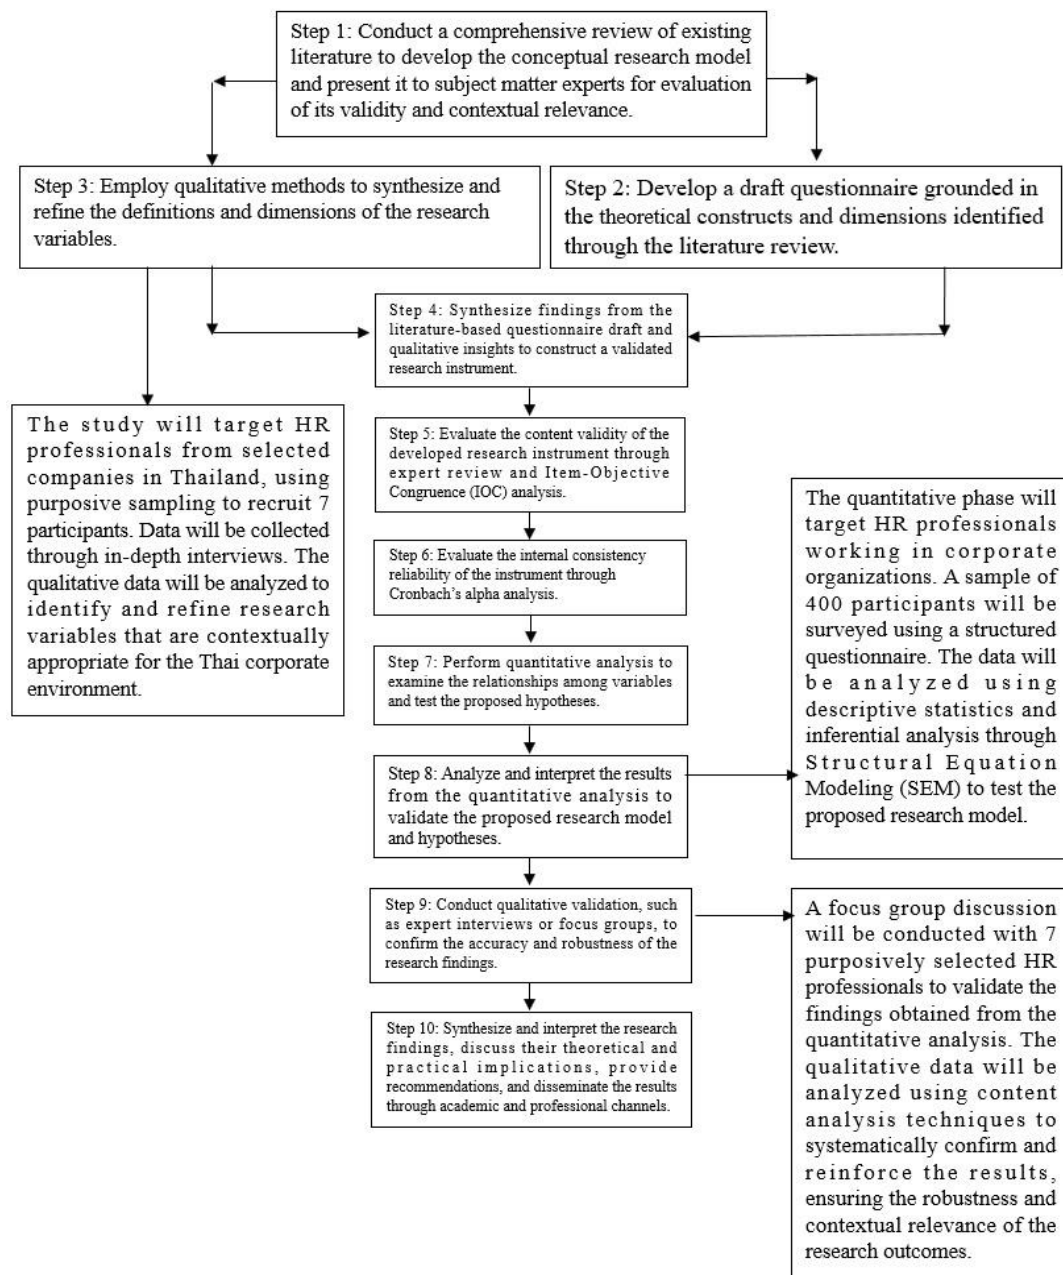 Step 1: Conduct a comprehensive review of existing
literature to develop the conceptual research model
and present it to subject matter experts for evaluation
of its validity and contextual relevance.
Step 3: Employ qualitative methods to synthesize and
refine the definitions and dimensions of the research
variables.
Step 2: Develop a draft questionnaire grounded in
the theoretical constructs and dimensions identified
through the literature review.
Step 4: Synthesize findings from the
literature-based questionnaire draft and
qualitative insights to construct a validated
research instrument.
The study will target HR
professionals from selected
companies in Thailand, using
purposive sampling to recruit 7
participants. Data will be collected
through in-depth interviews. The
qualitative data will be analyzed to
identify and refine research
variables that are contextually
appropriate for the Thai corporate
environment.
Step 5: Evaluate the content validity of the
developed research instrument through
expert review and Item-Objective
Congruence (IOC) analysis.
Step 6: Evaluate the internal consistency
reliability of the instrument through
Cronbach’s alpha analysis.
Step 7: Perform quantitative analysis to
examine the relationships among variables
and test the proposed hypotheses.
Step 8: Analyze and interpret the results
from the quantitative analysis to
validate the proposed research model
and hypotheses.
The quantitative phase will
target HR professionals
working in corporate
organizations. A sample of
400 participants will be
surveyed using a structured
questionnaire. The data will
be analyzed using
descriptive statistics and
inferential analysis through
Structural Equation
Modeling (SEM) to test the
proposed research model.
Step 9: Conduct qualitative validation, such
as expert interviews or focus groups, to
confirm the accuracy and robustness of the
research findings.
Step 10: Synthesize and interpret the research
findings, discuss their theoretical and
practical implications, provide
recommendations, and disseminate the results
through academic and professional channels.
A focus group discussion
will be conducted with 7
purposively selected HR
professionals to validate the
findings obtained from the
quantitative analysis. The
qualitative data will be
analyzed using content
analysis techniques to
systematically confirm and
reinforce the results,
ensuring the robustness and
contextual relevance of the
research outcomes.